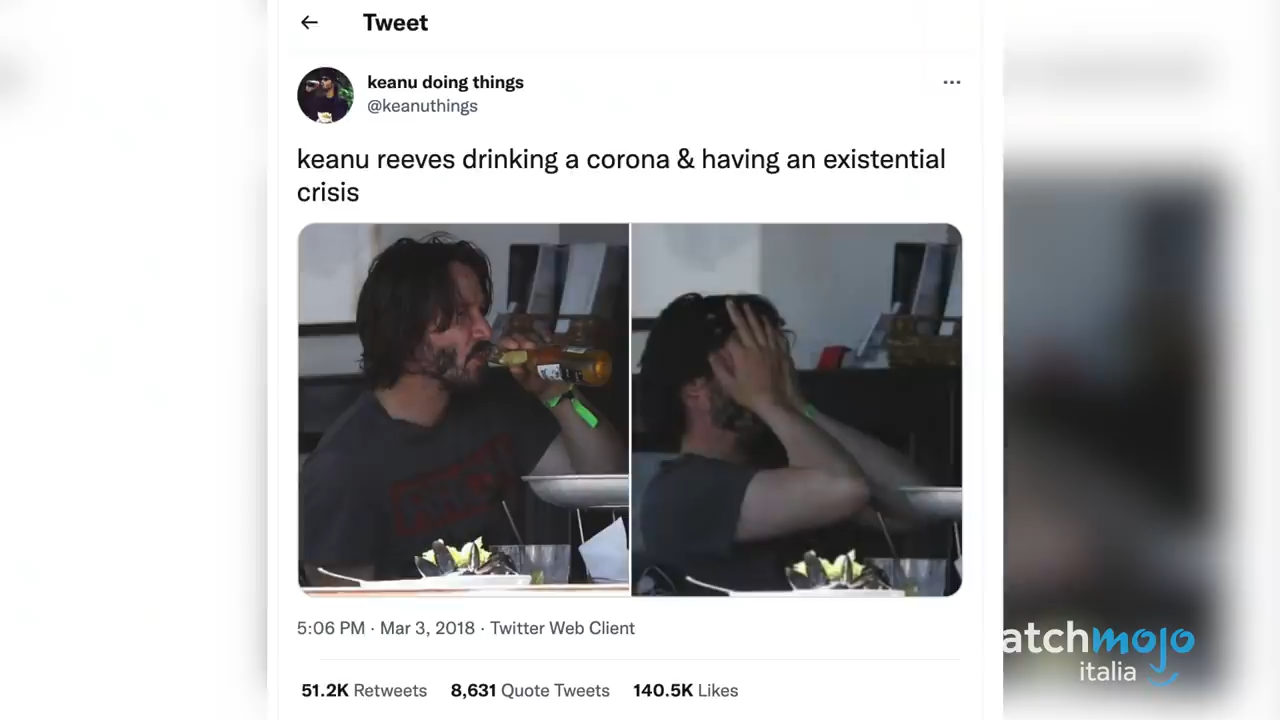 Tweet
keanu doing things
@keanuthings
keanu reeves drinking a corona & having an existential
crisis
5:06 PM · Mar 3, 2018 · Twitter Web Client
51.2K Retweets 8,631 Quote Tweets 140.5K Likes
atchmojo
italia